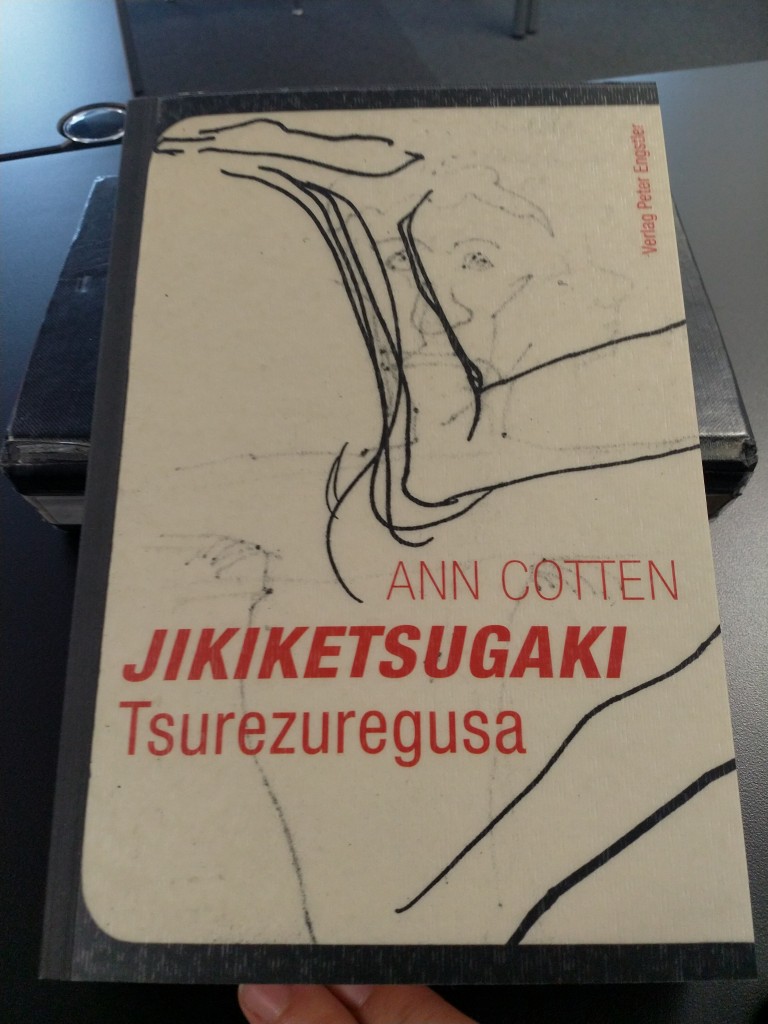 Verlag Peter Engstler
ANN COTTEN
JIKIKETSUGAKI
Tsurezuregusa